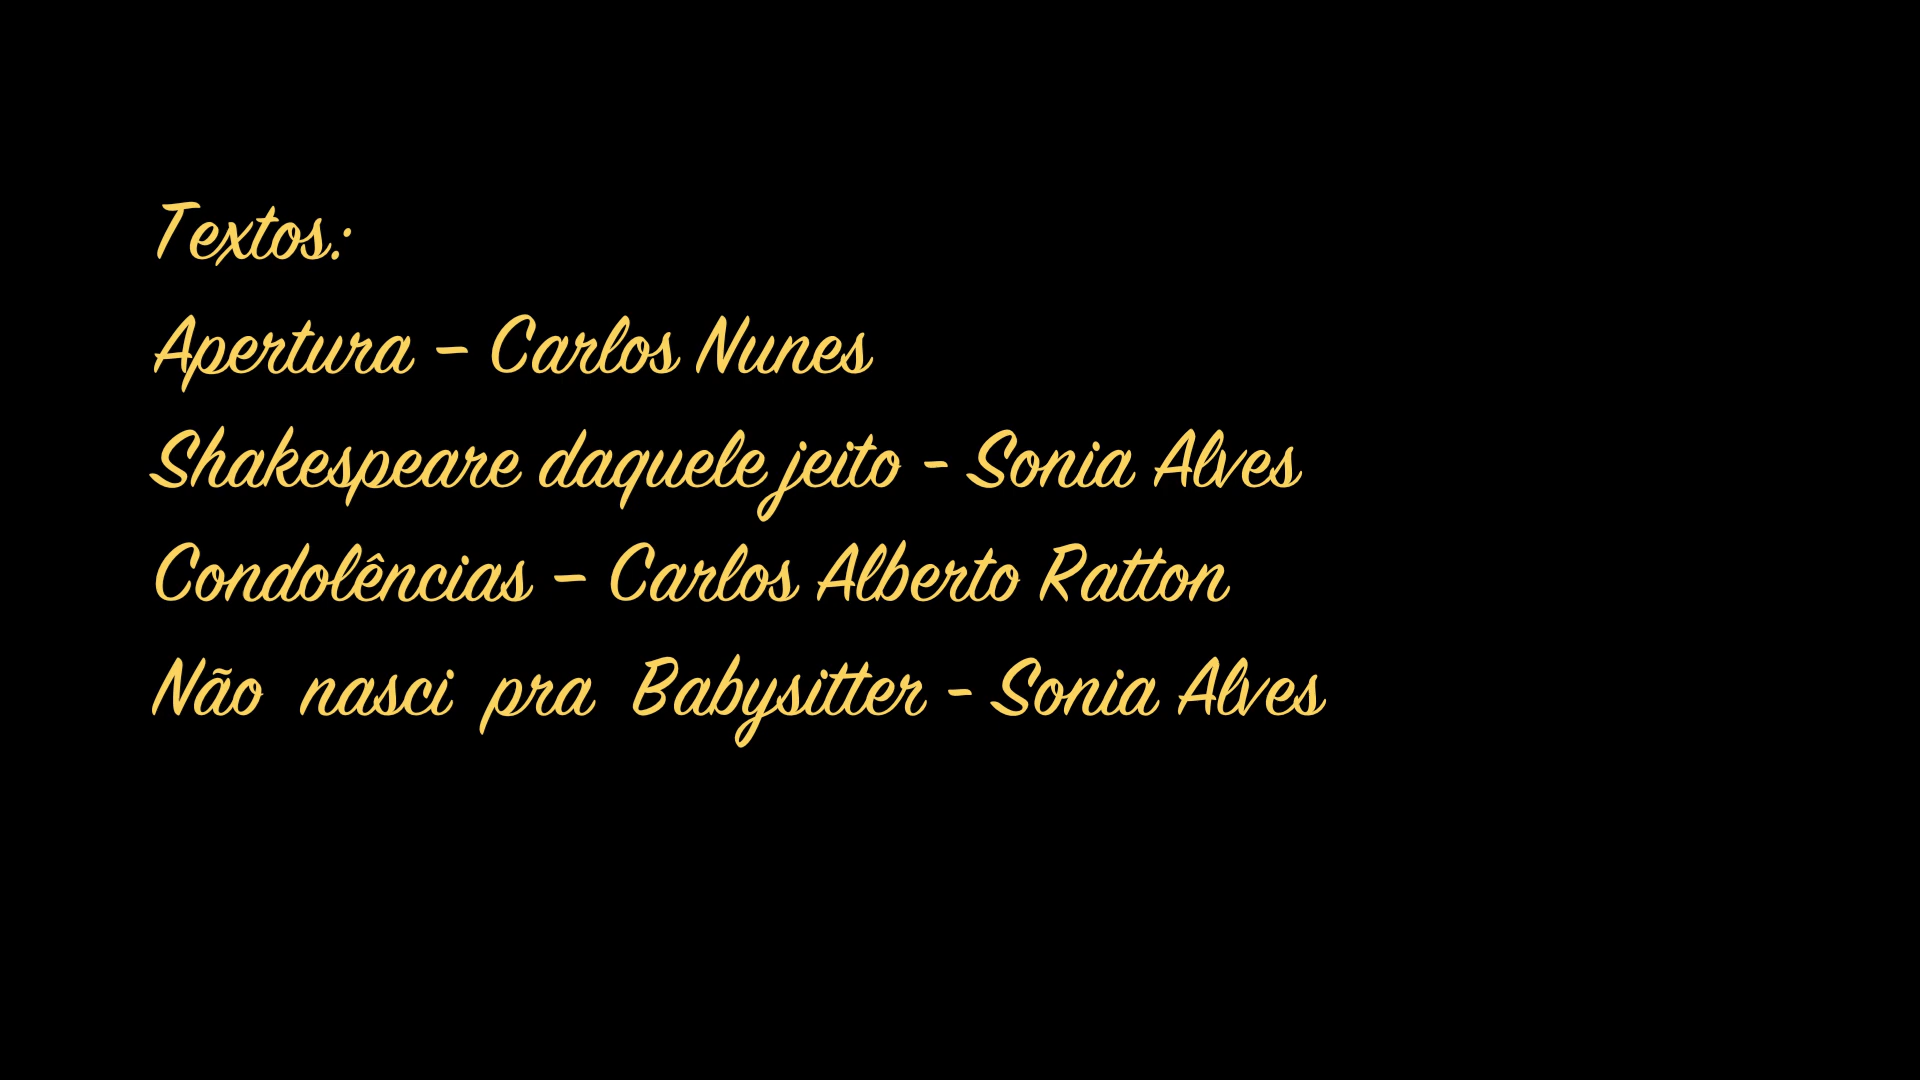 Textos:
Apertura – Carlos Nunes
Shakespeare daquele jeito - Sonia Alves
Condolências – Carlos Alberto Ratton
Não nasci pra Babysitter - Sonia Alves